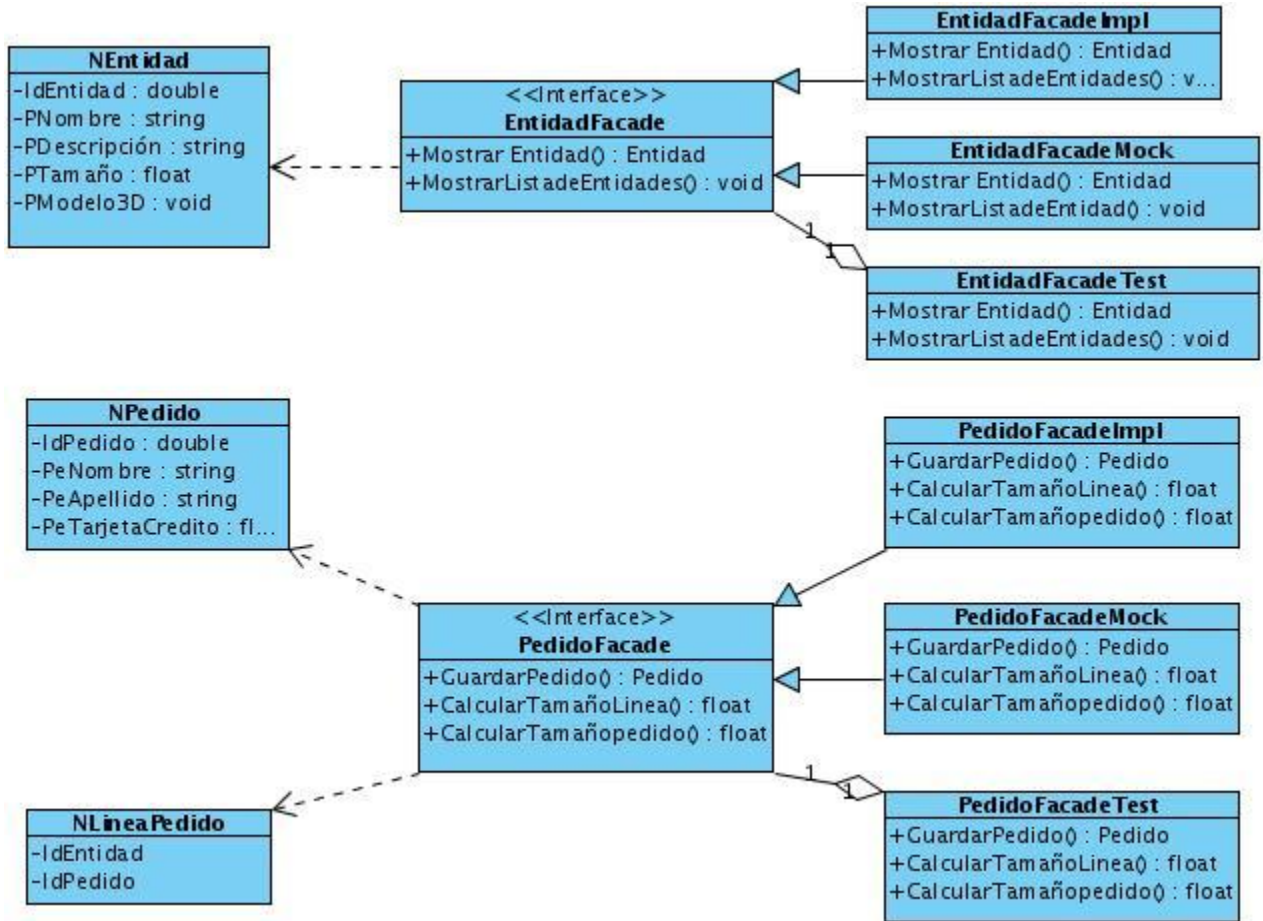 NEntidad
-IdEntidad : double
-PNombre : string
-PDescripción : string
-PTamaño : float
-PModelo3D : void
<<Interface>>
EntidadFacade
+Mostrar Entidad() : Entidad
+MostrarListadeEntidades() : void
EntidadFacadeImpl
+Mostrar Entidad() : Entidad
+MostrarListadeEntidades() : v...
EntidadFacadeMock
+Mostrar Entidad() : Entidad
+MostrarListadeEntidad() : void
1
1
EntidadFacadeTest
+Mostrar Entidad() : Entidad
+MostrarListadeEntidades() : void
NPedido
-IdPedido : double
-PeNombre : string
-PeApellido : string
-PeTarjetaCredito : fl...
<<Interface>>
PedidoFacade
+GuardarPedido() : Pedido
+CalcularTamañoLinea() : float
+CalcularTamañopedido() : float
NLineaPedido
-IdEntidad
-IdPedido
PedidoFacadeImpl
+GuardarPedido() : Pedido
+CalcularTamañoLinea() : float
+CalcularTamañopedido() : float
PedidoFacadeMock
+GuardarPedido() : Pedido
+CalcularTamañoLinea() : float
+CalcularTamañopedido() : float
1
1
PedidoFacadeTest
+GuardarPedido() : Pedido
+CalcularTamañoLinea() : float
+CalcularTamañopedido() : float